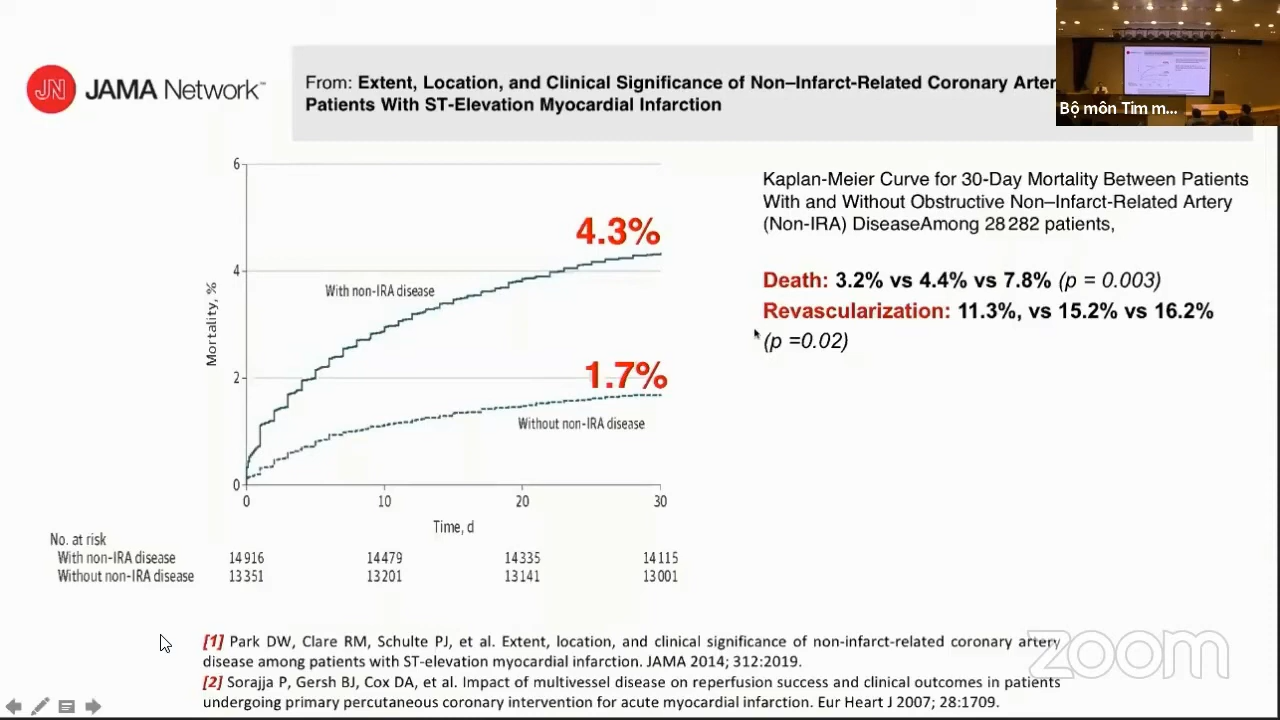 JN JAMA Network™
From: Extent, Location, and Clinical Significance of Non–Infarct-Related Coronary Arter
Patients With ST-Elevation Myocardial Infarction
Bộ môn Tim m...
6
4
2
0
Mortality, %
4.3%
With non-IRA disease
1.7%
Without non-IRA disease
0 10 20 30
Time, d
No. at risk
With non-IRA disease 14 916 14 479 14 335 14 115
Without non-IRA disease 13 351 13 201 13 141 13 001
Kaplan-Meier Curve for 30-Day Mortality Between Patients
With and Without Obstructive Non–Infarct-Related Artery
(Non-IRA) DiseaseAmong 28 282 patients,
Death: 3.2% vs 4.4% vs 7.8% (p = 0.003)
Revascularization: 11.3%, vs 15.2% vs 16.2%
(p =0.02)
[1] Park DW, Clare RM, Schulte PJ, et al. Extent, location, and clinical significance of non-infarct-related coronary artery
disease among patients with ST-elevation myocardial infarction. JAMA 2014; 312:2019.
[2] Sorajja P, Gersh BJ, Cox DA, et al. Impact of multivessel disease on reperfusion success and clinical outcomes in patients
undergoing primary percutaneous coronary intervention for acute myocardial infarction. Eur Heart J 2007; 28:1709.
zoom